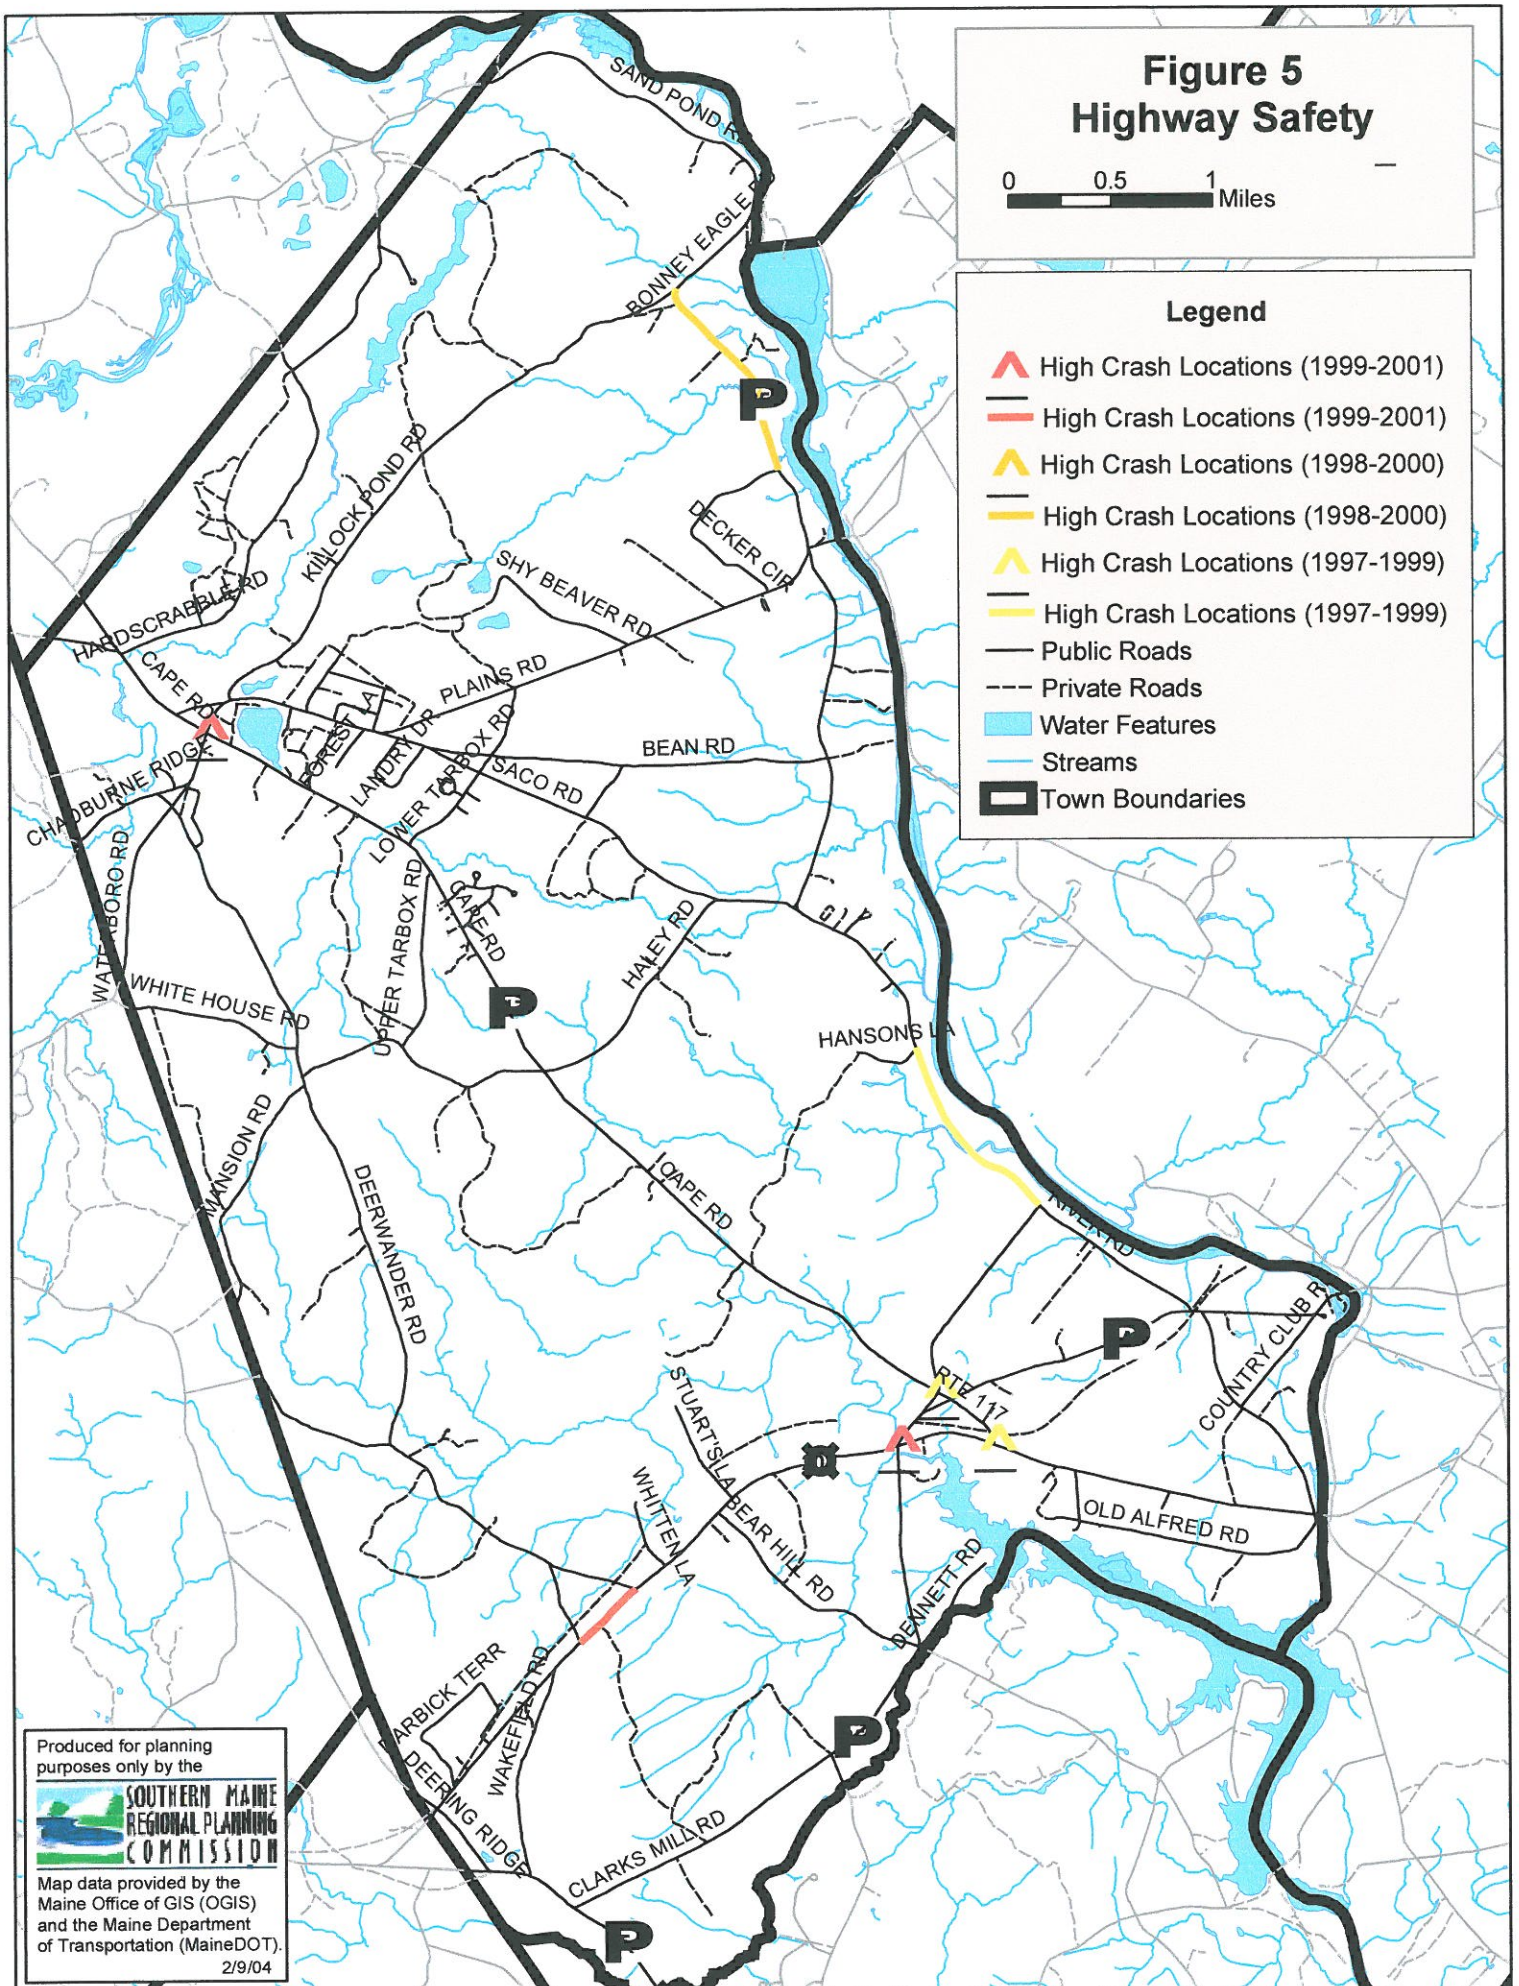 Figure 5
Highway Safety
0 0.5 1
Miles
Legend
High Crash Locations (1999-2001)
High Crash Locations (1999-2001)
High Crash Locations (1998-2000)
High Crash Locations (1998-2000)
High Crash Locations (1997-1999)
High Crash Locations (1997-1999)
Public Roads
Private Roads
Water Features
Streams
Town Boundaries
SAND POND RD
BONNEY EAGLE
P
KILLOCK POND RD
DECKER CIR
SHY BEAVER RD
HARDSCRABBLE RD
CAPE RD
PLAINS RD
FOREST LA
LANDRY DR
LOWER TARBOX RD
BEAN RD
SACO RD
CHADBURNE RIDGE
WATERBORO RD
UPPER TARBOX RD
CAPE RD
HALEY RD
WHITE HOUSE RD
P
HANSONS LA
MANSION RD
DEERWANDER RD
CAPE RD
RIVER RD
COUNTRY CLUB R
P
RTE 117
STUART'S LA
WHITTEN LA
BEAR HILL RD
OLD ALFRED RD
DENNETT RD
ARBICK TERR
WAKEFIELD RD
DEERING RIDGE
P
CLARKS MILL RD
P
Produced for planning
purposes only by the
SOUTHERN MAINE
REGIONAL PLANNING
COMMISSION
Map data provided by the
Maine Office of GIS (OGIS)
and the Maine Department
of Transportation (MaineDOT).
2/9/04